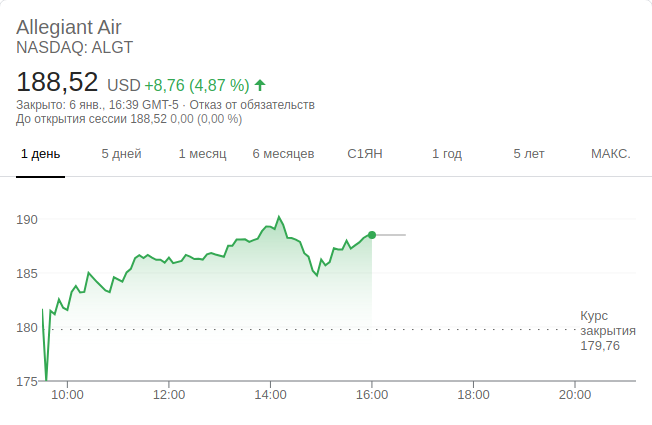 Allegiant Air
NASDAQ: ALGT
188,52 USD +8,76 (4,87 %)
Закрыто: 6 янв., 16:39 GMT-5 · Отказ от обязательств
До открытия сессии 188,52 0,00 (0,00 %)
1 день 5 дней 1 месяц 6 месяцев С1ЯН 1 год 5 лет МАКС.
190
185
180
175
Курс
закрытия
179,76
10:00 12:00 14:00 16:00 18:00 20:00